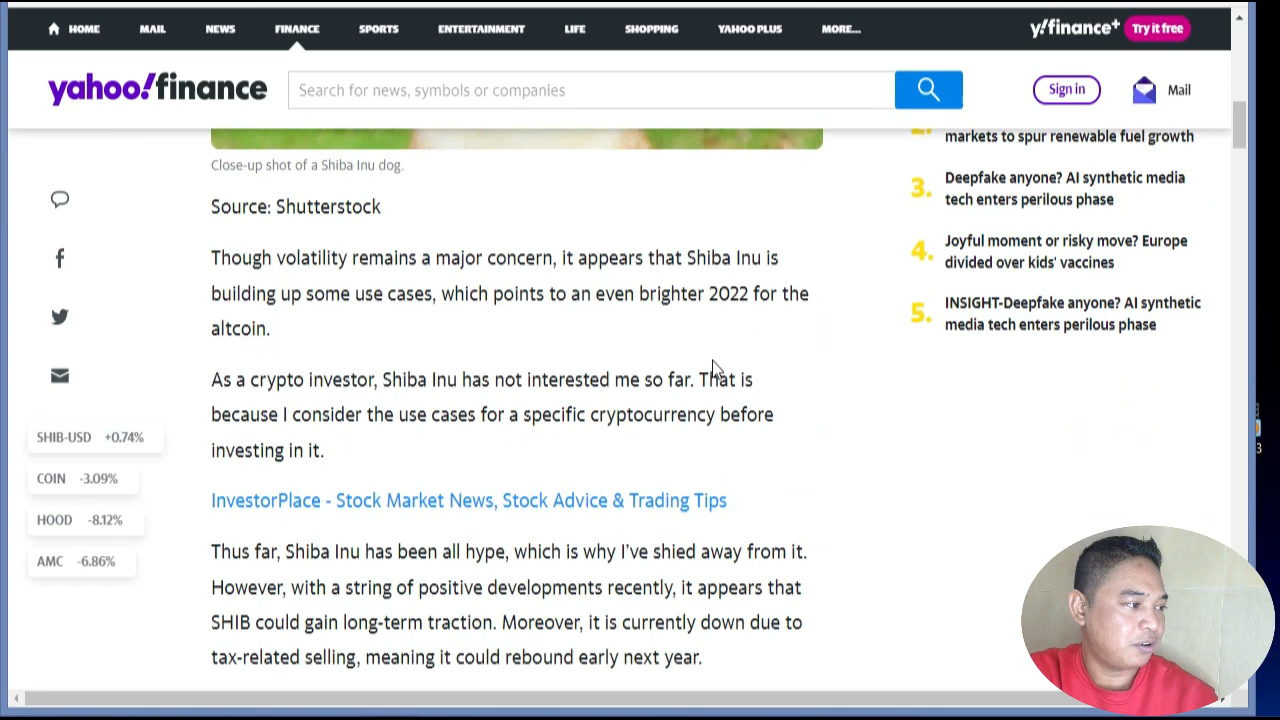 HOME MAIL NEWS FINANCE SPORTS ENTERTAINMENT LIFE SHOPPING YAHOO PLUS MORE... y!finance+ Try it free
yahoo!finance Search for news, symbols or companies Sign in Mail
Close-up shot of a Shiba Inu dog.
Source: Shutterstock
Though volatility remains a major concern, it appears that Shiba Inu is
building up some use cases, which points to an even brighter 2022 for the
altcoin.
As a crypto investor, Shiba Inu has not interested me so far. That is
because I consider the use cases for a specific cryptocurrency before
investing in it.
InvestorPlace - Stock Market News, Stock Advice & Trading Tips
Thus far, Shiba Inu has been all hype, which is why I've shied away from it.
However, with a string of positive developments recently, it appears that
SHIB could gain long-term traction. Moreover, it is currently down due to
tax-related selling, meaning it could rebound early next year.
SHIB-USD +0.74%
COIN -3.09%
HOOD -8.12%
AMC -6.86%
2. markets to spur renewable fuel growth
3. Deepfake anyone? AI synthetic media
tech enters perilous phase
4. Joyful moment or risky move? Europe
divided over kids' vaccines
5. INSIGHT-Deepfake anyone? AI synthetic
media tech enters perilous phase
3